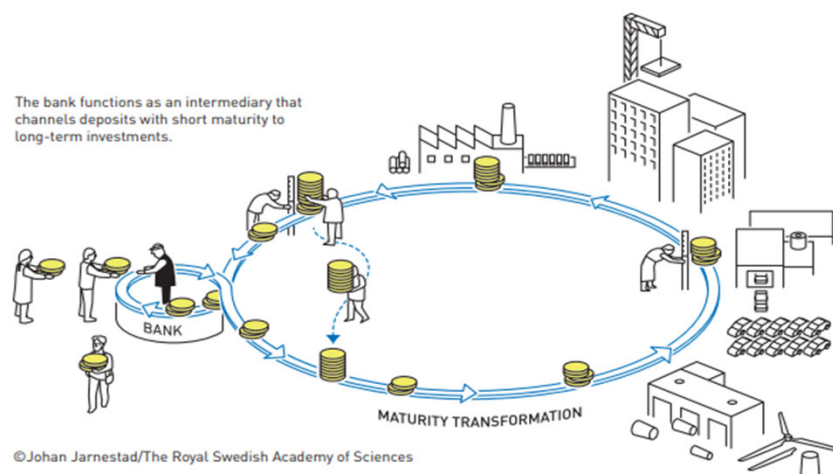 The bank functions as an intermediary that
channels deposits with short maturity to
long-term investments.
BANK
MATURITY TRANSFORMATION
©Johan Jarnestad/The Royal Swedish Academy of Sciences